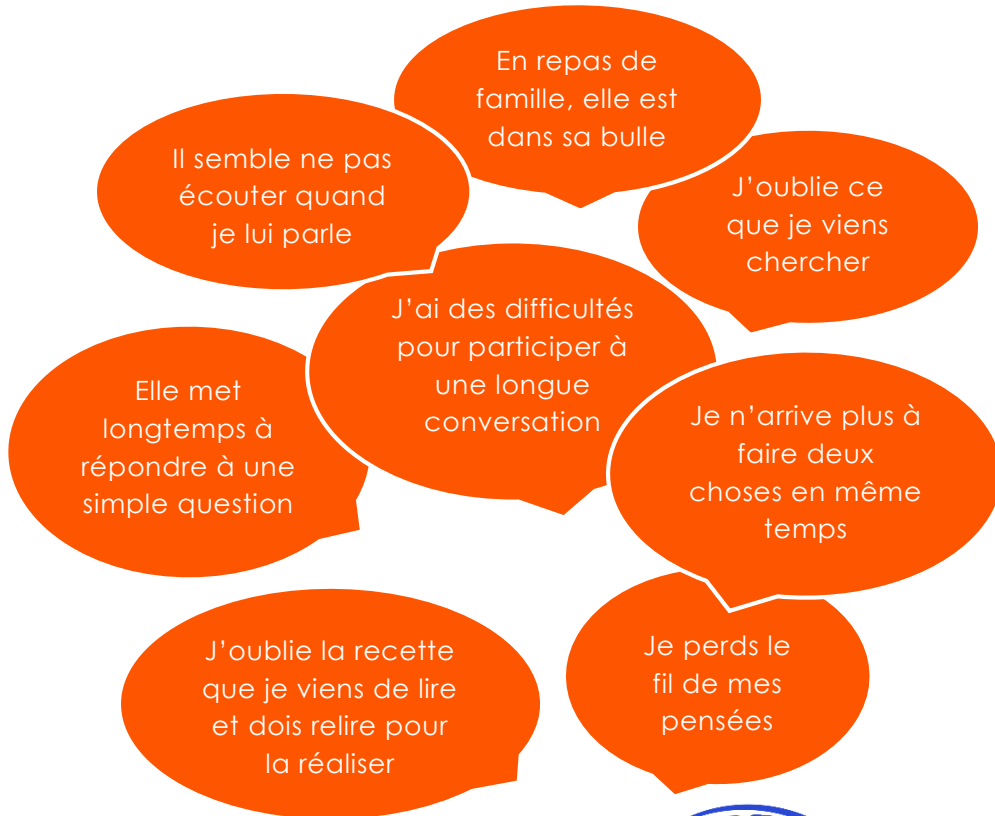 En repas de
famille, elle est
dans sa bulle
Il semble ne pas
écouter quand
je lui parle
J'oublie ce
que je viens
chercher
J'ai des difficultés
pour participer à
une longue
conversation
Elle met
longtemps à
répondre à une
simple question
Je n'arrive plus à
faire deux
choses en même
temps
J'oublie la recette
que je viens de lire
et dois relire pour
la réaliser
Je perds le
fil de mes
pensées